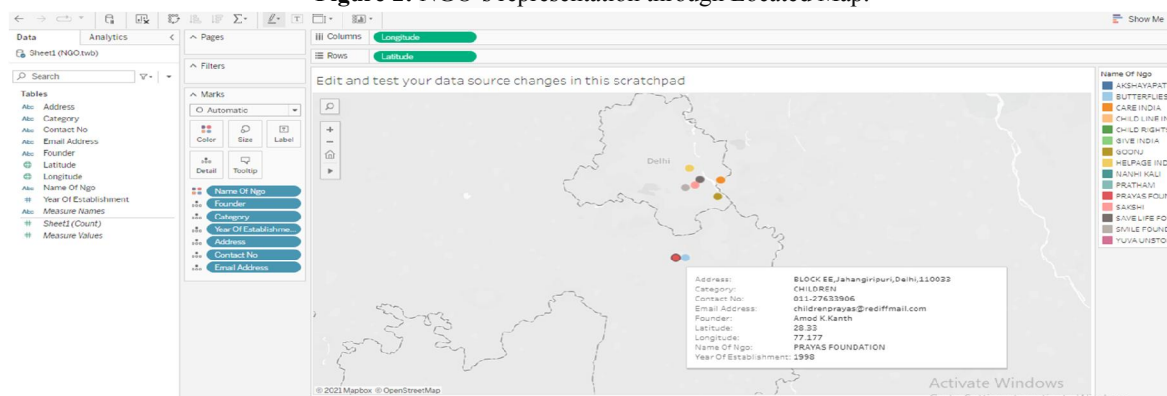 Figure 2: NGO's representation through Located Map.
Show Me
Data Analytics
Sheet1 (NGO.twb)
Search
Tables
Abc Address
Abc Category
Abc Contact No
Abc Email Address
Abc Founder
Latitude
Longitude
Abc Name Of Ngo
# Year Of Establishment
Abc Measure Names
# Sheet1 (Count)
# Measure Values
Pages
Filters
Marks
Automatic
Color Size Label
Detail Tooltip
Name Of Ngo
Founder
Category
Year Of Establishme...
Address
Contact No
Email Address
Columns Longitude
Rows Latitude
Edit and test your data source changes in this scratchpad
Delhi
Address: BLOCK EE,Jahangiripuri,Delhi,110033
Category: CHILDREN
Contact No: 011-27633906
Email Address: childrenprayas@rediffmail.com
Founder: Amod K.Kanth
Latitude: 28.33
Longitude: 77.177
Name Of Ngo: PRAYAS FOUNDATION
Year Of Establishment: 1998
© 2021 Mapbox © OpenStreetMap
Activate Windows
Name Of Ngo
AKSHAYAPAT
BUTTERFLIES
CARE INDIA
CHILD LINE IN
CHILD RIGHTS
GIVE INDIA
GOONJ
HELPAGE IND
NANHI KALI
PRATHAM
PRAYAS FOUN
SAKSHI
SAVE LIFE FO
SMILE FOUND
YUVA UNSTO